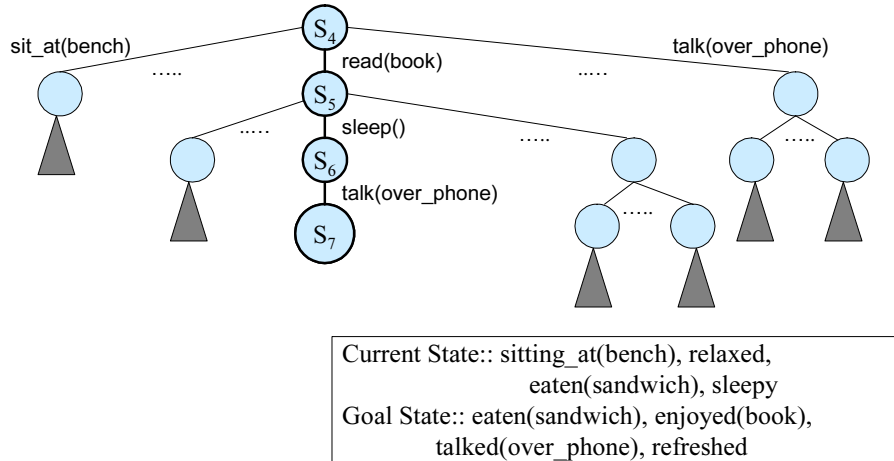 S4
sit_at(bench)
talk(over_phone)
.....
read(book)
.....
S5
.....
sleep()
.....
.....
S6
talk(over_phone)
.....
S7
Current State:: sitting_at(bench), relaxed,
eaten(sandwich), sleepy
Goal State:: eaten(sandwich), enjoyed(book),
talked(over_phone), refreshed